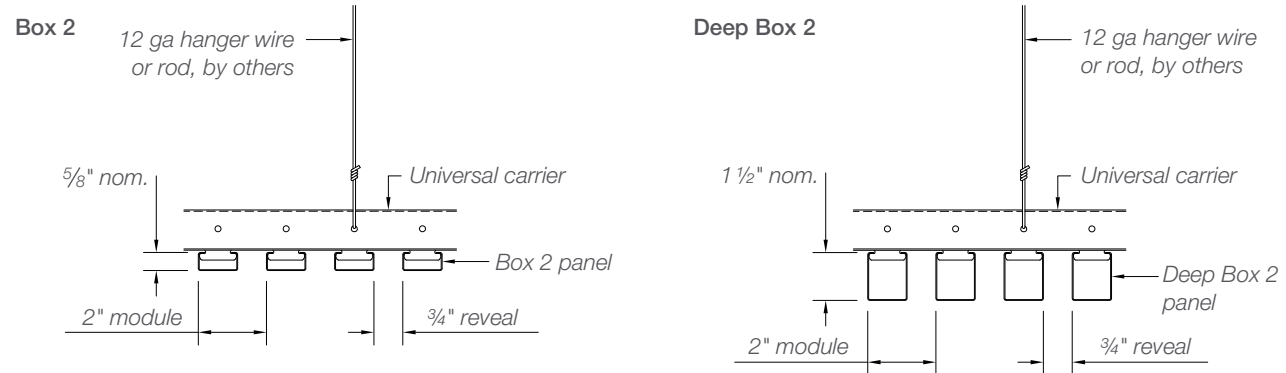 Box 2
12 ga hanger wire
or rod, by others
5/8" nom.
Universal carrier
Box 2 panel
2" module
3/4" reveal
Deep Box 2
12 ga hanger wire
or rod, by others
1 1/2" nom.
Universal carrier
Deep Box 2
panel
2" module
3/4" reveal